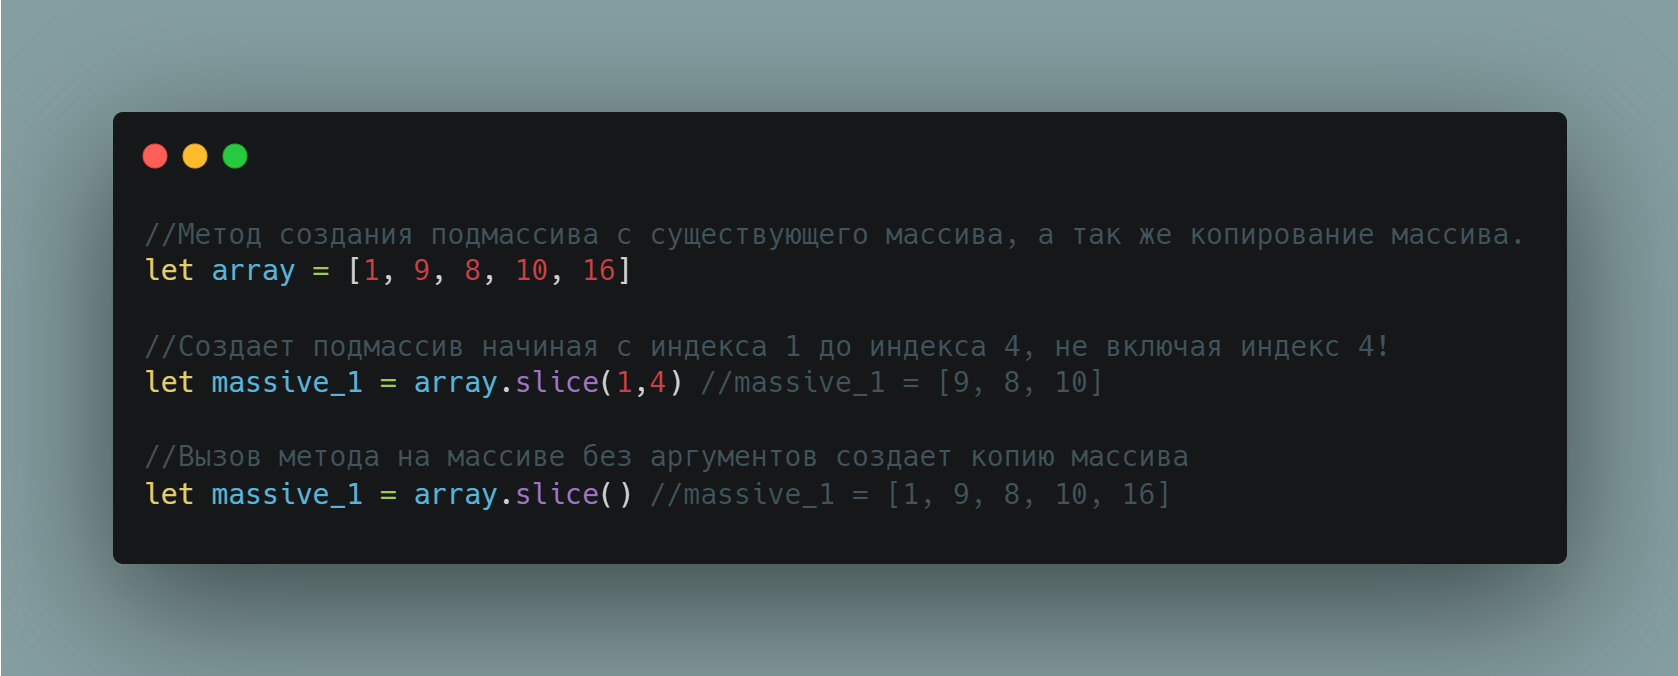 //Метод создания подмассива с существующего массива, а так же копирование массива.
let array = [1, 9, 8, 10, 16]
//Создает подмассив начиная с индекса 1 до индекса 4, не включая индекс 4!
let massive_1 = array.slice(1,4) //massive_1 = [9, 8, 10]
//Вызов метода на массиве без аргументов создает копию массива
let massive_1 = array.slice() //massive_1 = [1, 9, 8, 10, 16]